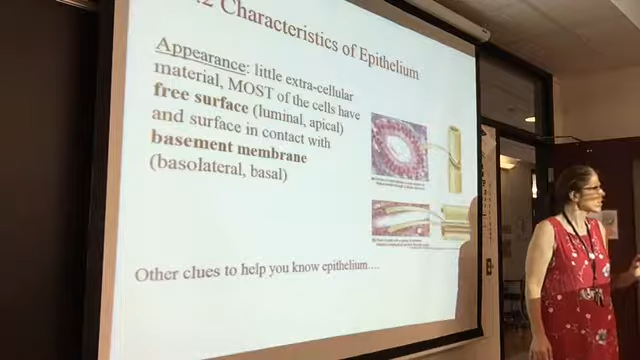 .2 Characteristics of Epithelium
Appearance: little extra-cellular
material, MOST of the cells have
free surface (luminal, apical)
and surface in contact with
basement membrane
(basolateral, basal)
Other clues to help you know epithelium….